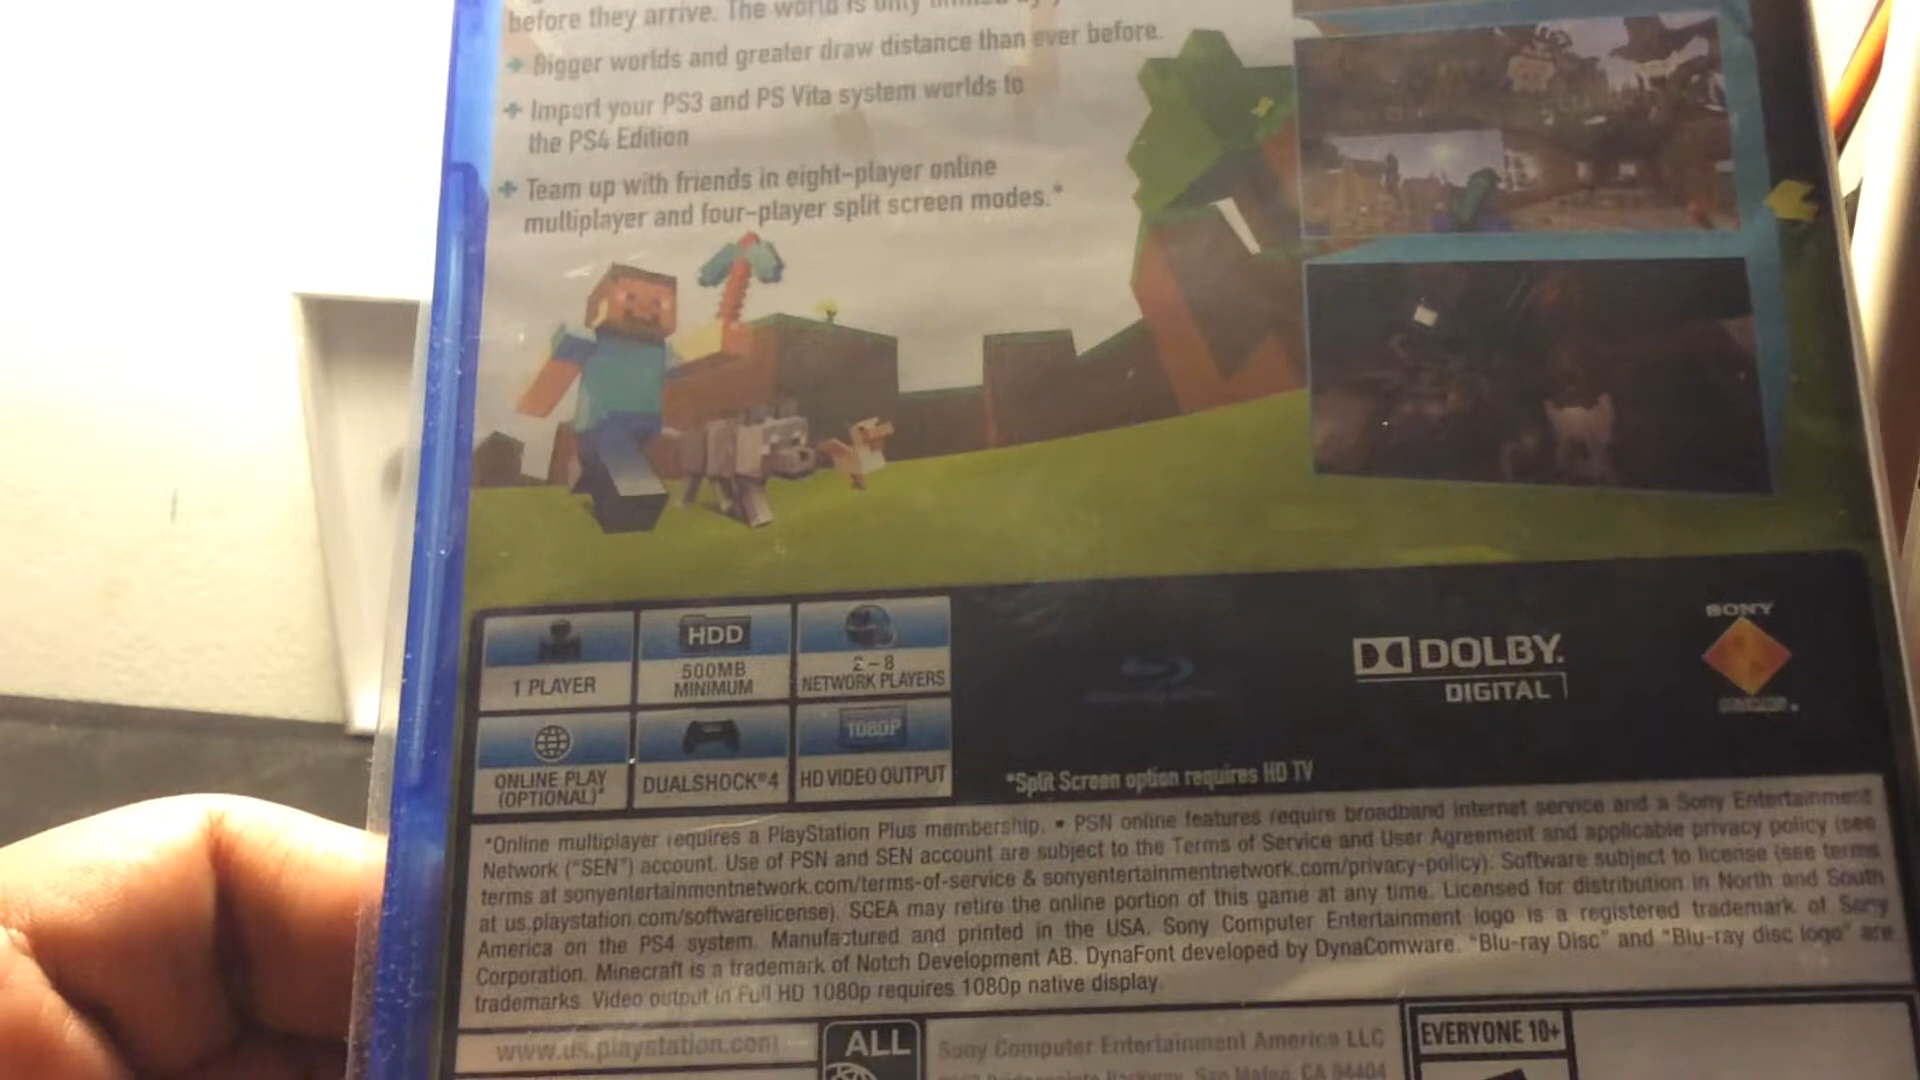 before they arrive. The world is only limited by
+ Bigger worlds and greater draw distance than ever before.
+ Import your PS3 and PS Vita system worlds to
the PS4 Edition
+ Team up with friends in eight-player online
multiplayer and four-player split screen modes.*
1 PLAYER
HDD
500MB
MINIMUM
2-8
NETWORK PLAYERS
ONLINE PLAY
(OPTIONAL)*
DUALSHOCK®4
1080P
HD VIDEO OUTPUT
DOLBY.
DIGITAL
SONY
*Split Screen option requires HD TV
*Online multiplayer requires a PlayStation Plus membership. • PSN online features require broadband internet service and a Sony Entertainment
Network ("SEN") account. Use of PSN and SEN account are subject to the Terms of Service and User Agreement and applicable privacy policy (see
terms at sonyentertainmentnetwork.com/terms-of-service & sonyentertainmentnetwork.com/privacy-policy). Software subject to license (see terms
at us.playstation.com/softwarelicense). SCEA may retire the online portion of this game at any time. Licensed for distribution in North and South
America on the PS4 system. Manufactured and printed in the USA. Sony Computer Entertainment logo is a registered trademark of Sony
Corporation. Minecraft is a trademark of Notch Development AB. DynaFont developed by DynaComware. "Blu-ray Disc" and "Blu-ray disc logo" are
trademarks. Video output in Full HD 1080p requires 1080p native display.
www.us.playstation.com
ALL
Sony Computer Entertainment America LLC
San Mateo, CA 94404
EVERYONE 10+